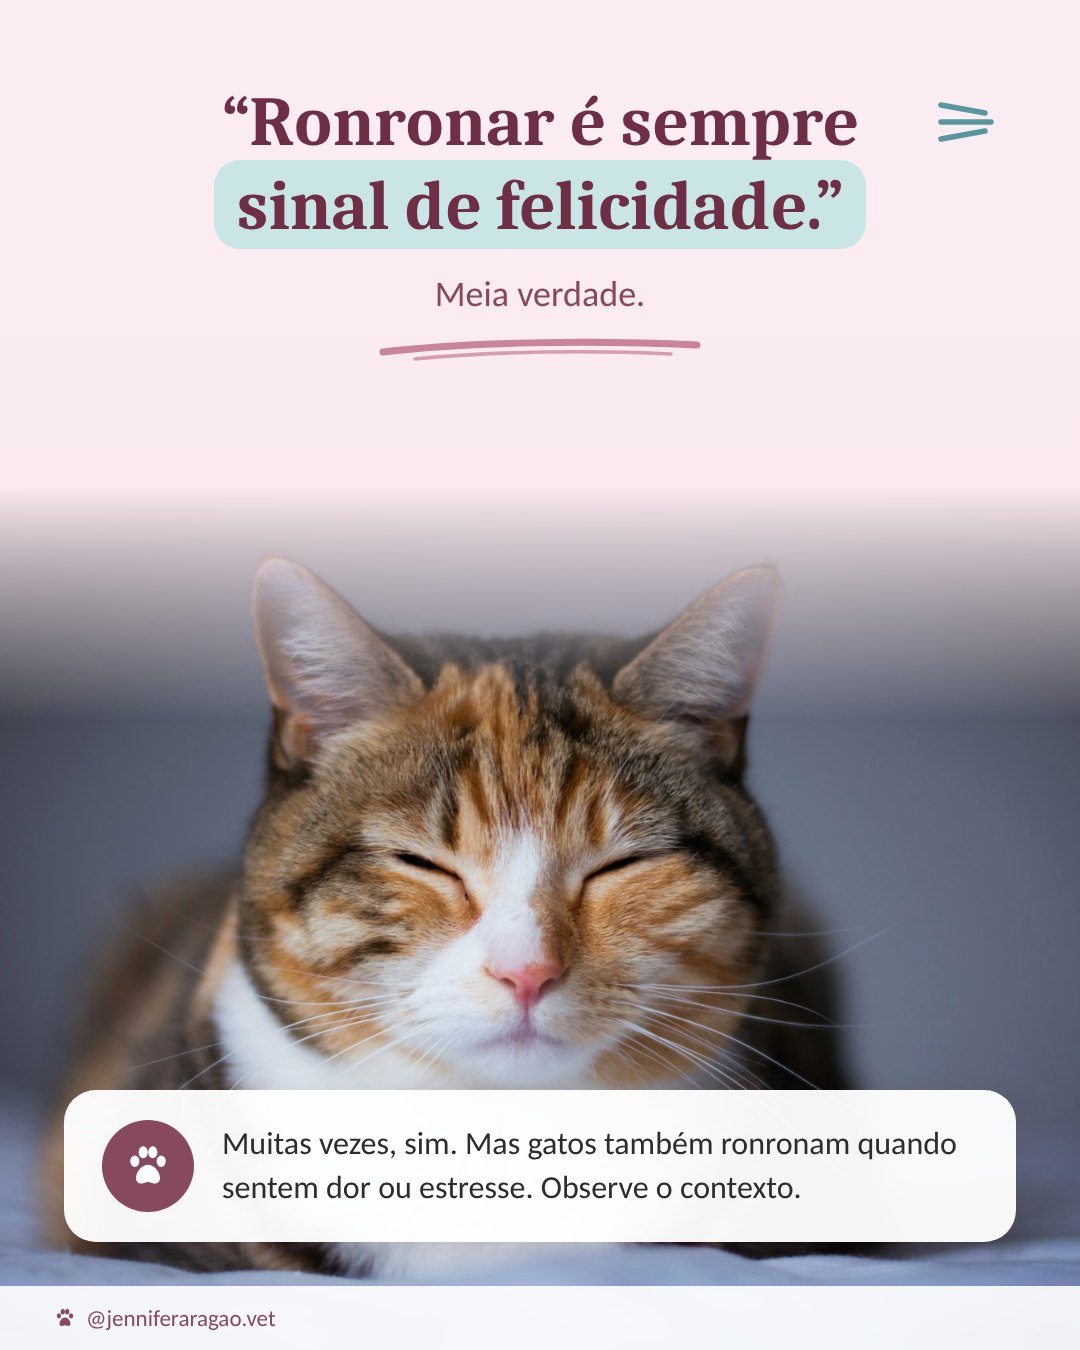 “Ronronar é sempre
sinal de felicidade.”
Meia verdade.
Muitas vezes, sim. Mas gatos também ronronam quando
sentem dor ou estresse. Observe o contexto.
@jenniferaragao.vet